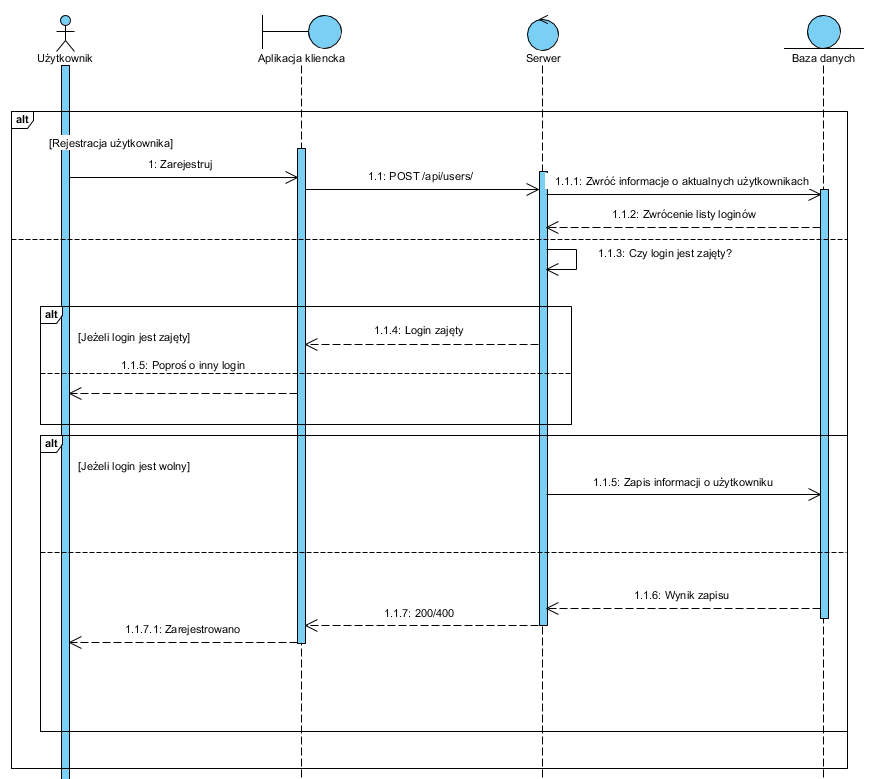 Użytkownik
Aplikacja kliencka
Serwer
Baza danych
alt
[Rejestracja użytkownika]
1: Zarejestruj
1.1: POST /api/users/
1.1.1: Zwróć informacje o aktualnych użytkownikach
1.1.2: Zwrócenie listy loginów
1.1.3: Czy login jest zajęty?
alt
[Jeżeli login jest zajęty]
1.1.4: Login zajęty
1.1.5: Poproś o inny login
alt
[Jeżeli login jest wolny]
1.1.5: Zapis informacji o użytkowniku
1.1.6: Wynik zapisu
1.1.7: 200/400
1.1.7.1: Zarejestrowano